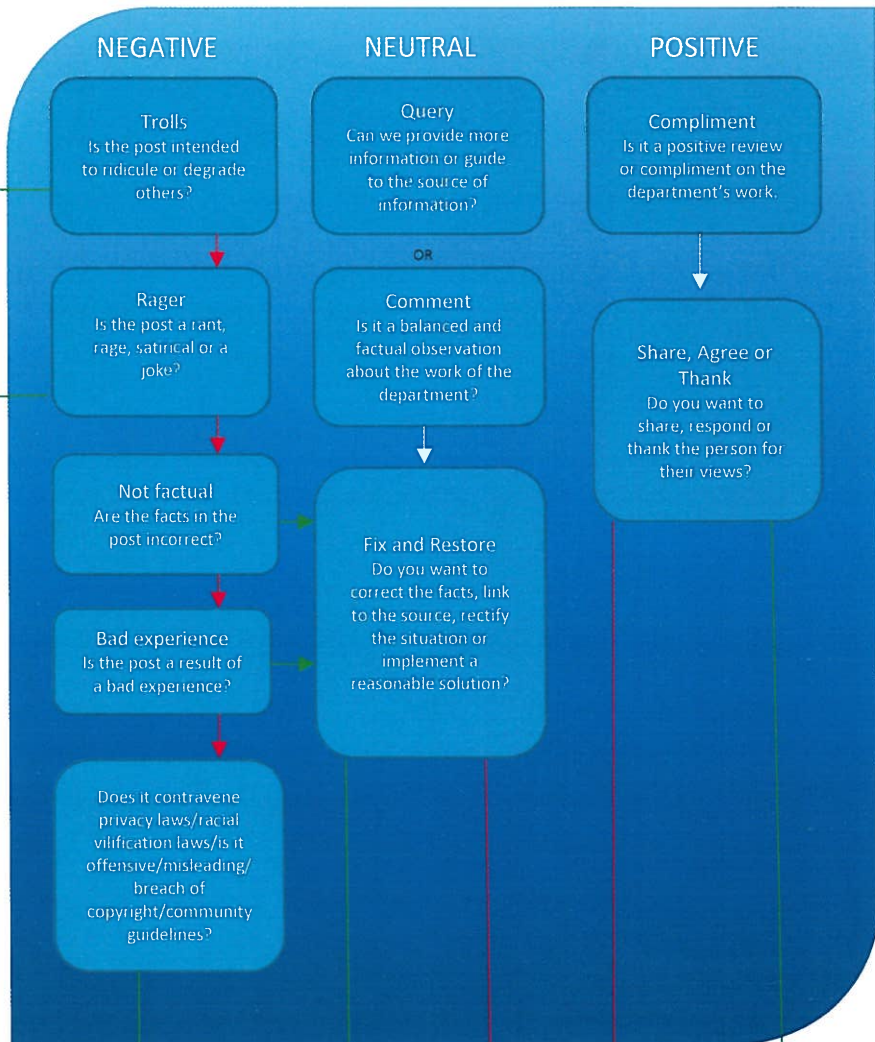 NEGATIVE
Trolls
Is the post intended
to ridicule or degrade
others?
Rager
Is the post a rant,
rage, satirical or a
joke?
Not factual
Are the facts in the
post incorrect?
Bad experience
Is the post a result of
a bad experience?
Does it contravene
privacy laws/racial
vilification laws/is it
offensive/misleading/
breach of
copyright/community
guidelines?
NEUTRAL
Query
Can we provide more
information or guide
to the source of
information?
OR
Comment
Is it a balanced and
factual observation
about the work of the
department?
Fix and Restore
Do you want to
correct the facts, link
to the source, rectify
the situation or
implement a
reasonable solution?
POSITIVE
Compliment
Is it a positive review
or compliment on the
department's work.
Share, Agree or
Thank
Do you want to
share, respond or
thank the person for
their views?